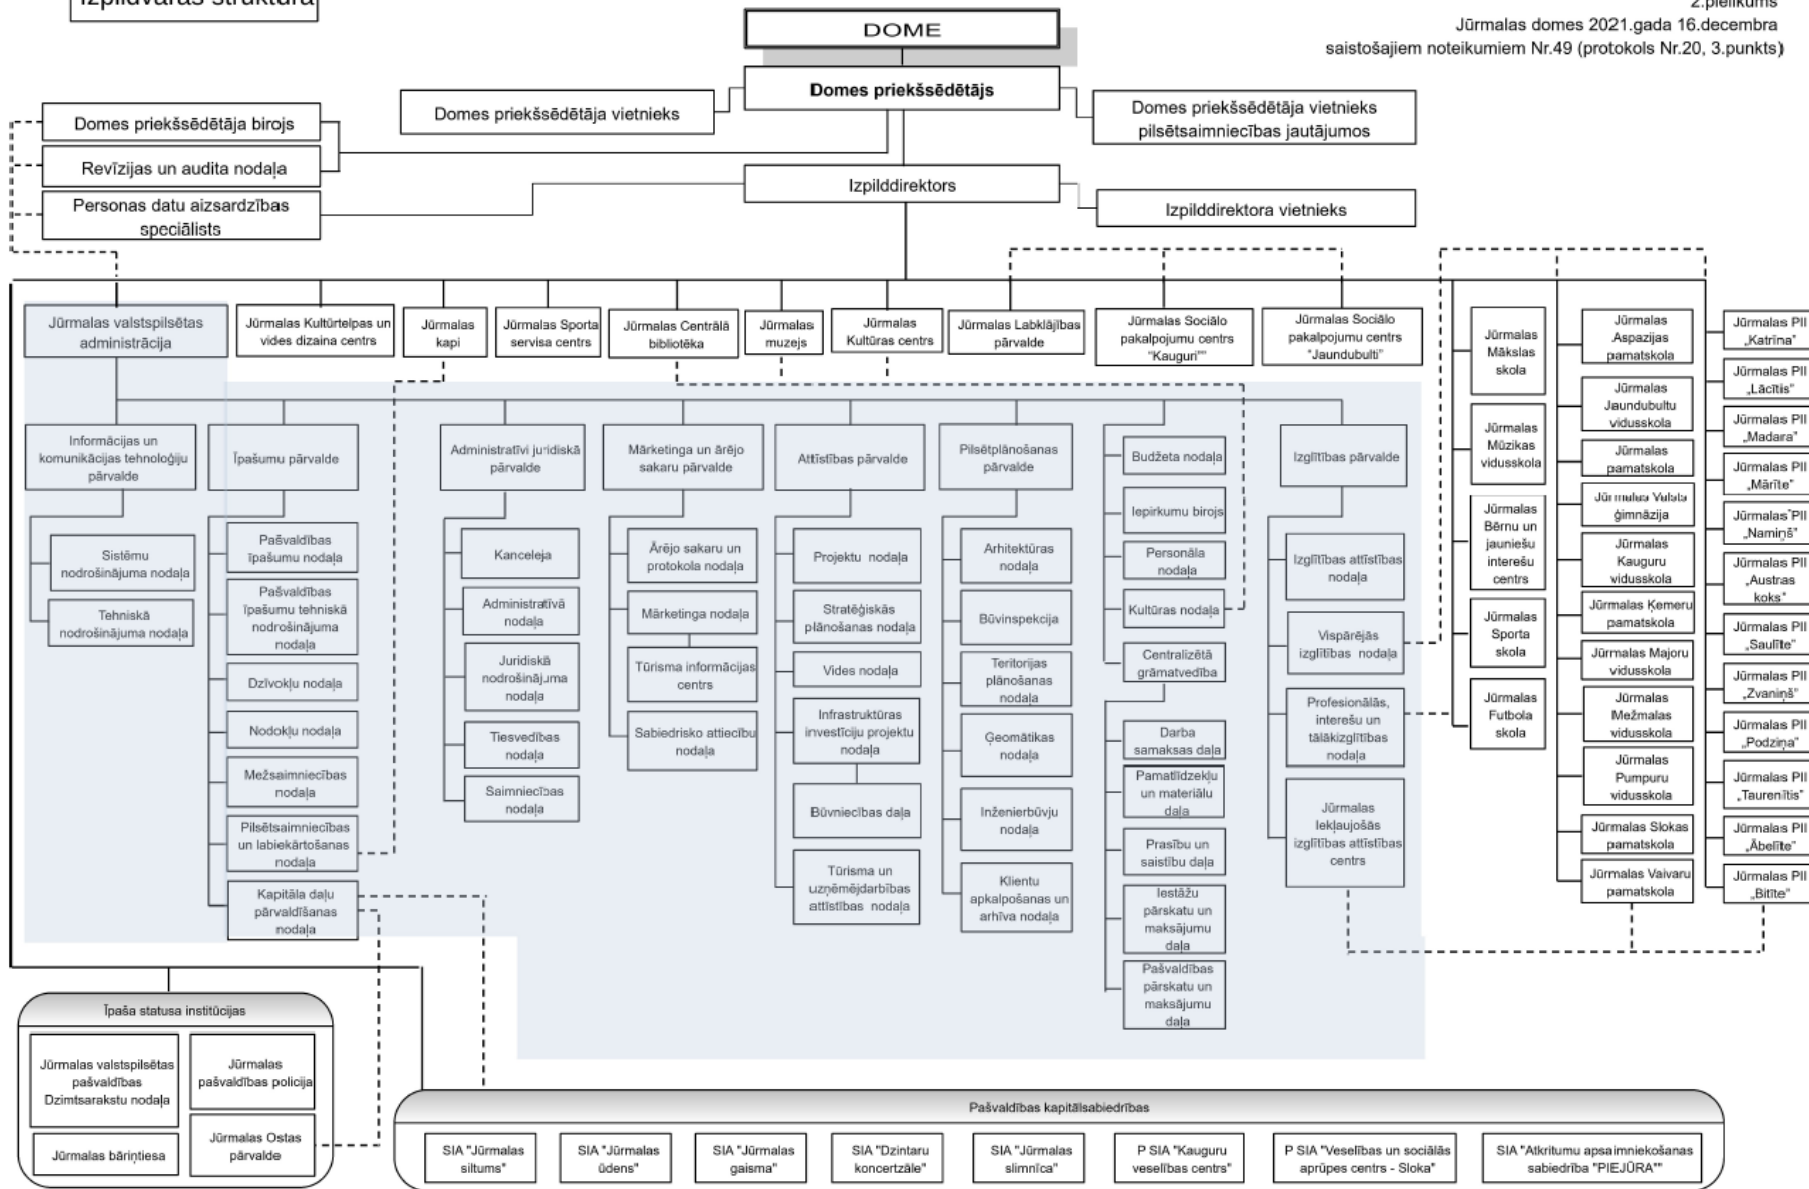 Izpildvaras struktūra
2.pielikums
Jūrmalas domes 2021.gada 16.decembra
saistošajiem noteikumiem Nr.49 (protokols Nr.20, 3.punkts)
DOME
Domes priekšsēdētājs
Domes priekšsēdētāja vietnieks
Domes priekšsēdētāja vietnieks
pilsētsaimniecības jautājumos
Domes priekšsēdētāja birojs
Revīzijas un audita nodaļa
Personas datu aizsardzības
speciālists
Izpilddirektors
Izpilddirektora vietnieks
Jūrmalas valstspilsētas
administrācija
Jūrmalas Kultūrtelpas un
vides dizaina centrs
Jūrmalas
kapi
Jūrmalas Sporta
servisa centrs
Jūrmalas Centrālā
bibliotēka
Jūrmalas
muzejs
Jūrmalas
Kultūras centrs
Jūrmalas Labklājības
pārvalde
Jūrmalas Sociālo
pakalpojumu centrs
"Kauguri""
Jūrmalas Sociālo
pakalpojumu centrs
"Jaundubulti"
Informācijas un
komunikācijas tehnoloģiju
pārvalde
Sistēmu
nodrošinājuma nodaļa
Tehniskā
nodrošinājuma nodaļa
Īpašumu pārvalde
Pašvaldības
īpašumu nodaļa
Pašvaldības
īpašumu tehniskā
nodrošinājuma
nodaļa
Dzīvokļu nodaļa
Nodokļu nodaļa
Mežsaimniecības
nodaļa
Pilsētsaimniecības
un labiekārtošanas
nodaļa
Kapitāla daļu
pārvaldīšanas
nodaļa
Administratīvi juridiskā
pārvalde
Kanceleja
Administratīvā
nodaļa
Juridiskā
nodrošinājuma
nodaļa
Tiesvedības
nodaļa
Saimniecības
nodaļa
Mārketinga un ārējo
sakaru pārvalde
Ārējo sakaru un
protokola nodaļa
Mārketinga nodaļa
Tūrisma informācijas
centrs
Sabiedrisko attiecību
nodaļa
Attīstības pārvalde
Projektu nodaļa
Stratēģiskās
plānošanas nodaļa
Vides nodaļa
Infrastruktūras
investīciju projektu
nodaļa
Būvniecības daļa
Tūrisma un
uzņēmējdarbības
attīstības nodaļa
Pilsētplānošanas
pārvalde
Arhitektūras
nodaļa
Būvinspekcija
Teritorijas
plānošanas
nodaļa
Ģeomātikas
nodaļa
Inženierbūvju
nodaļa
Klientu
apkalpošanas un
arhīva nodaļa
Budžeta nodaļa
Iepirkumu birojs
Personāla
nodaļa
Kultūras nodaļa
Centralizētā
grāmatvedība
Darba
samaksas daļa
Pamatlīdzekļu
un materiālu
daļa
Prasību un
saistību daļa
Iestāžu
pārskatu un
maksājumu
daļa
Pašvaldības
pārskatu un
maksājumu
daļa
Izglītības pārvalde
Izglītības attīstības
nodaļa
Vispārējās
izglītības nodaļa
Profesionālās,
interešu un
tālākizglītības
nodaļa
Jūrmalas
Iekļaujošās
izglītības attīstības
centrs
Jūrmalas
Mākslas
skola
Jūrmalas
Mūzikas
vidusskola
Jūrmalas
Bērnu un
jauniešu
interešu
centrs
Jūrmalas
Sporta
skola
Jūrmalas
Futbola
skola
Jūrmalas
Aspazijas
pamatskola
Jūrmalas
Jaundubultu
vidusskola
Jūrmalas
pamatskola
Jūrmalas Valsts
ģimnāzija
Jūrmalas
Kauguru
vidusskola
Jūrmalas Ķemeru
pamatskola
Jūrmalas Majoru
vidusskola
Jūrmalas
Mežmalas
vidusskola
Jūrmalas
Pumpuru
vidusskola
Jūrmalas Slokas
pamatskola
Jūrmalas Vaivaru
pamatskola
Jūrmalas PII
„Katrīna”
Jūrmalas PII
„Lācītis”
Jūrmalas PII
„Madara”
Jūrmalas PII
„Mārīte”
Jūrmalas PII
„Namiņš”
Jūrmalas PII
„Austras
koks”
Jūrmalas PII
„Saulīte”
Jūrmalas PII
„Zvaniņš”
Jūrmalas PII
„Podziņa”
Jūrmalas PII
„Taurenītis”
Jūrmalas PII
„Ābelīte”
Jūrmalas PII
„Bitīte”
Īpaša statusa institūcijas
Jūrmalas valstspilsētas
pašvaldības
Dzimtsarakstu nodaļa
Jūrmalas
pašvaldības policija
Jūrmalas bāriņtiesa
Jūrmalas Ostas
pārvalde
Pašvaldības kapitālsabiedrības
SIA "Jūrmalas
siltums"
SIA "Jūrmalas
ūdens"
SIA "Jūrmalas
gaisma"
SIA "Dzintaru
koncertzāle"
SIA "Jūrmalas
slimnīca"
P SIA "Kauguru
veselības centrs"
P SIA "Veselības un sociālās
aprūpes centrs - Sloka"
SIA "Atkritumu apsaimniekošanas
sabiedrība "PIEJŪRA""